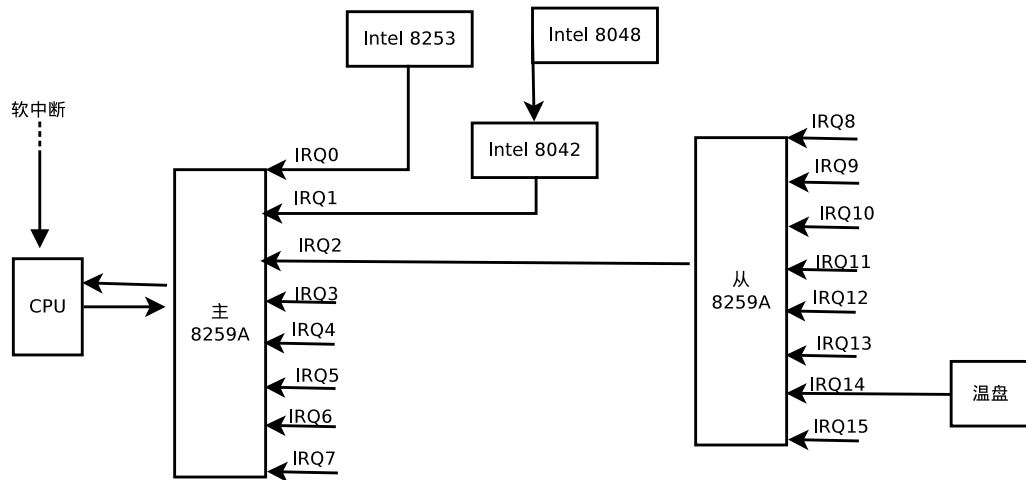 Intel 8253
Intel 8048
软中断
Intel 8042
IRQ0
IRQ1
IRQ2
IRQ3
IRQ4
IRQ5
IRQ6
IRQ7
CPU
主
8259A
从
8259A
IRQ8
IRQ9
IRQ10
IRQ11
IRQ12
IRQ13
IRQ14
IRQ15
温盘